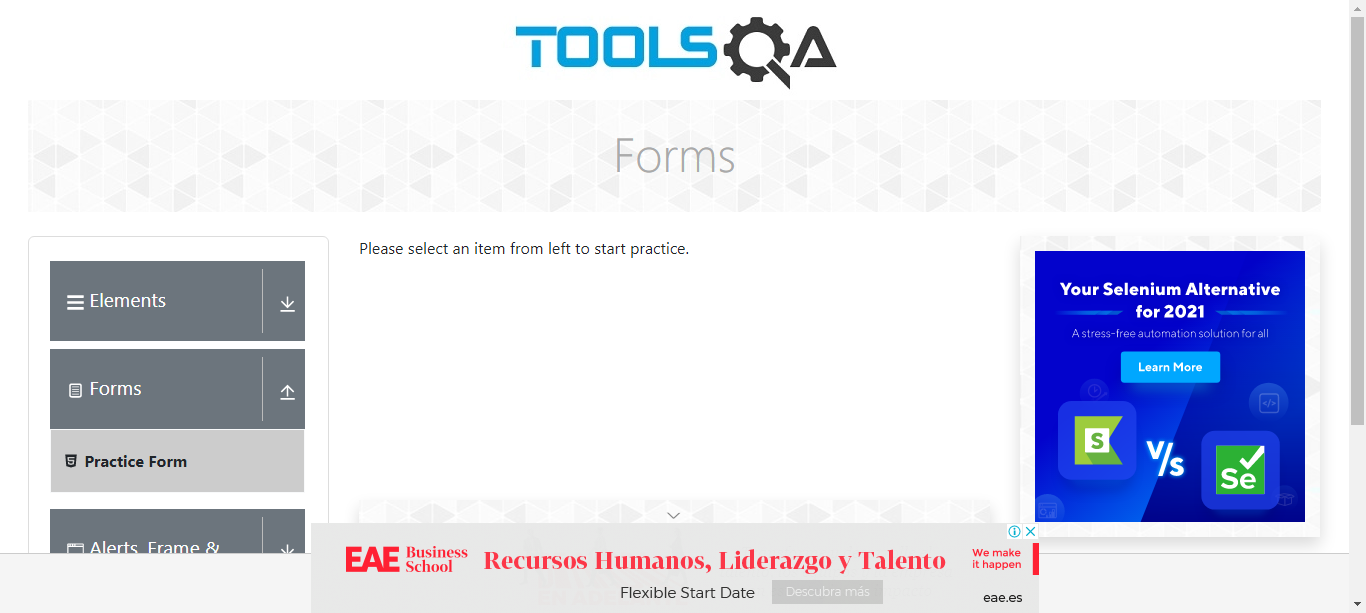 TOOLSQA
Forms
Elements
Forms
Practice Form
Alerts, Frame &
Please select an item from left to start practice.
Your Selenium Alternative
for 2021
A stress-free automation solution for all
Learn More
S
V/s
Se
EAE Business
School
Recursos Humanos, Liderazgo y Talento
Flexible Start Date
Descubra más
We make
it happen
eae.es